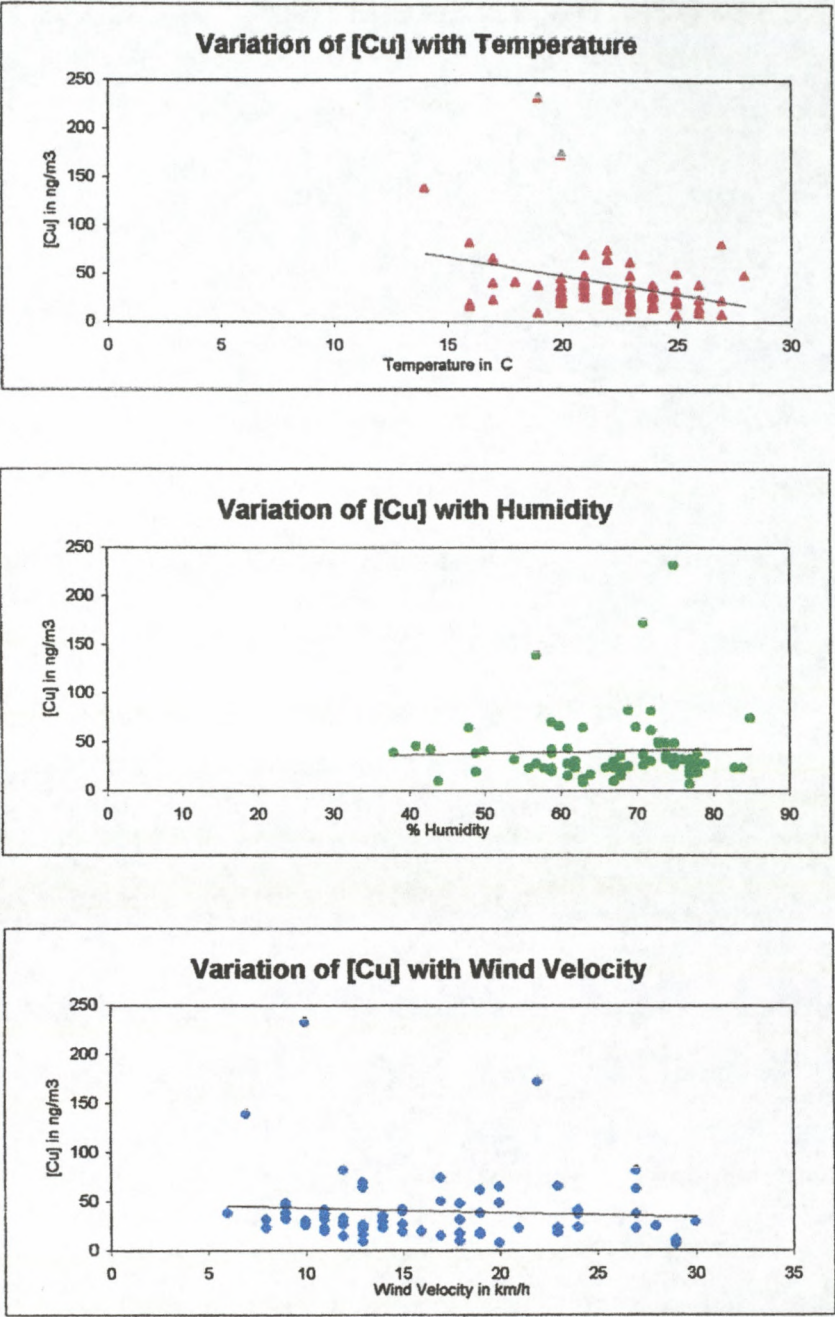 Variation of [Cu] with Temperature
250
200
150
100
50
0
[Cu] in ng/m3
0 5 10 15 20 25 30
Temperature in C
Variation of [Cu] with Humidity
250
200
150
100
50
0
[Cu] in ng/m3
0 10 20 30 40 50 60 70 80 90
% Humidity
Variation of [Cu] with Wind Velocity
250
200
150
100
50
0
[Cu] in ng/m3
0 5 10 15 20 25 30 35
Wind Velocity in km/h